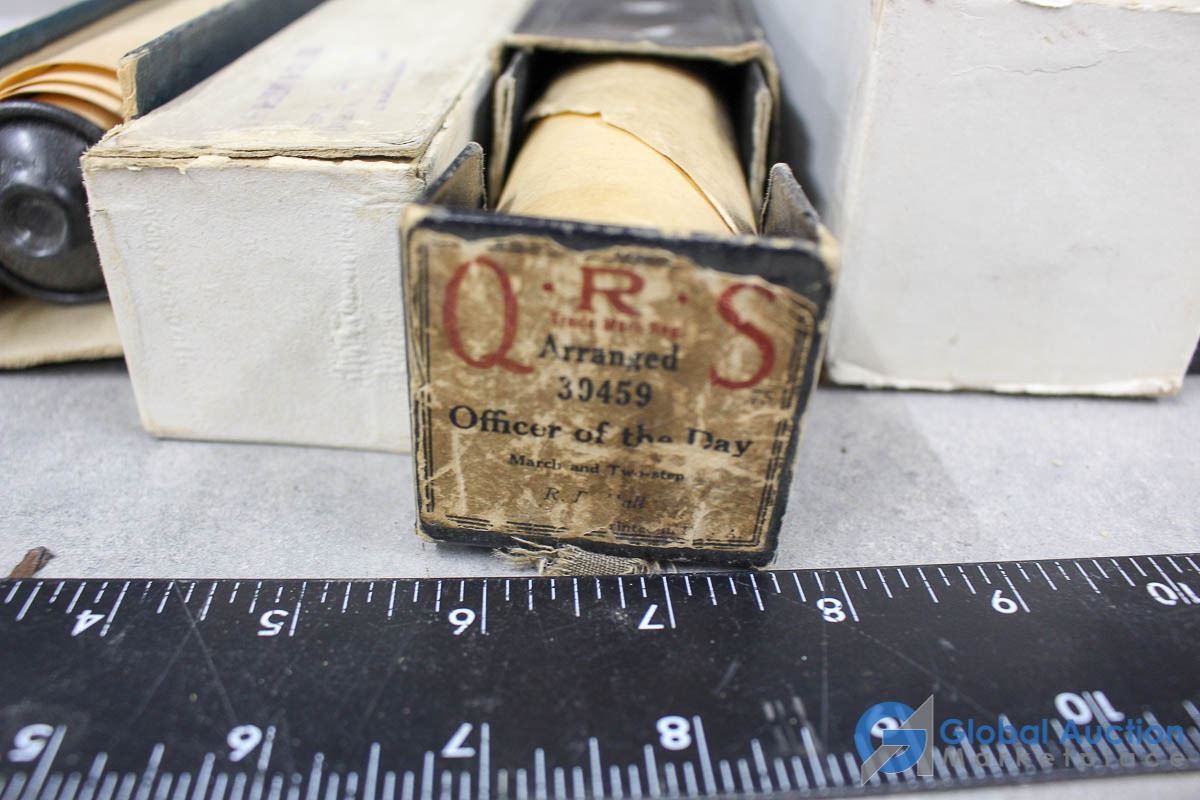 Q·R·S
Trade Mark Reg.
Arranged
39459
Officer of the Day
March and Two-step
R.
4 5 6 7 8 9 10
5 6 7 8 9 10
Global Auction
Marketplace